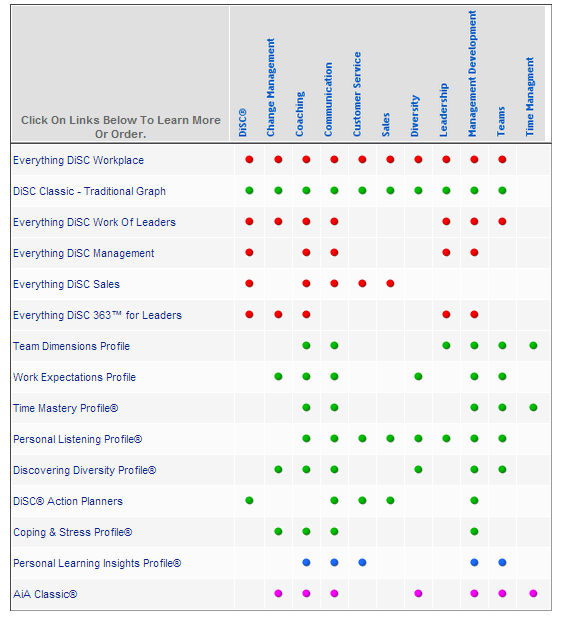 Click On Links Below To Learn More
Or Order.
DiSC®
Change Management
Coaching
Communication
Customer Service
Sales
Diversity
Leadership
Management Development
Teams
Time Managment
Everything DiSC Workplace
DiSC Classic - Traditional Graph
Everything DiSC Work Of Leaders
Everything DiSC Management
Everything DiSC Sales
Everything DiSC 363™ for Leaders
Team Dimensions Profile
Work Expectations Profile
Time Mastery Profile®
Personal Listening Profile®
Discovering Diversity Profile®
DiSC® Action Planners
Coping & Stress Profile®
Personal Learning Insights Profile®
AiA Classic®